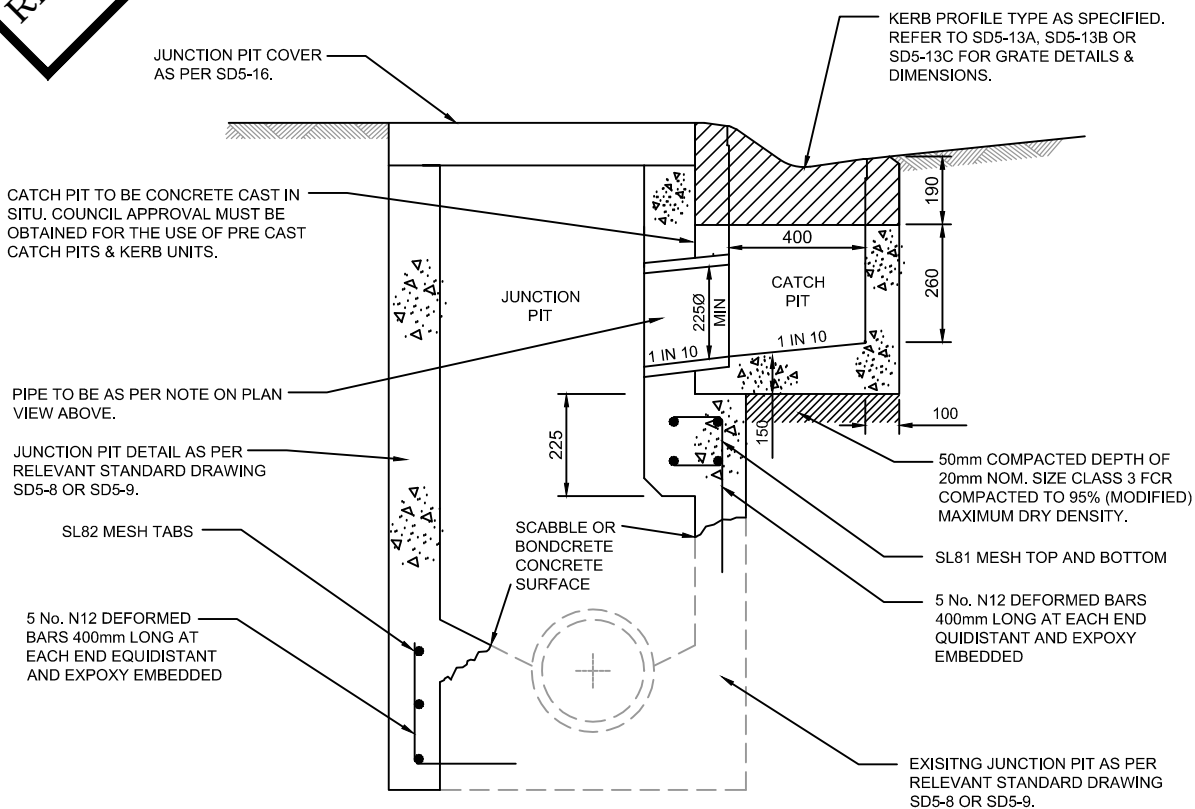 JUNCTION PIT COVER
AS PER SD5-16.
KERB PROFILE TYPE AS SPECIFIED.
REFER TO SD5-13A, SD5-13B OR
SD5-13C FOR GRATE DETAILS &
DIMENSIONS.
CATCH PIT TO BE CONCRETE CAST IN
SITU. COUNCIL APPROVAL MUST BE
OBTAINED FOR THE USE OF PRE CAST
CATCH PITS & KERB UNITS.
190
400
260
JUNCTION
PIT
225Ø
MIN
CATCH
PIT
1 IN 10
1 IN 10
PIPE TO BE AS PER NOTE ON PLAN
VIEW ABOVE.
225
150
100
JUNCTION PIT DETAIL AS PER
RELEVANT STANDARD DRAWING
SD5-8 OR SD5-9.
50mm COMPACTED DEPTH OF
20mm NOM. SIZE CLASS 3 FCR
COMPACTED TO 95% (MODIFIED)
MAXIMUM DRY DENSITY.
SL82 MESH TABS
SCABBLE OR
BONDCRETE
CONCRETE
SURFACE
SL81 MESH TOP AND BOTTOM
5 No. N12 DEFORMED
BARS 400mm LONG AT
EACH END EQUIDISTANT
AND EXPOXY EMBEDDED
5 No. N12 DEFORMED BARS
400mm LONG AT EACH END
QUIDISTANT AND EXPOXY
EMBEDDED
EXISITNG JUNCTION PIT AS PER
RELEVANT STANDARD DRAWING
SD5-8 OR SD5-9.